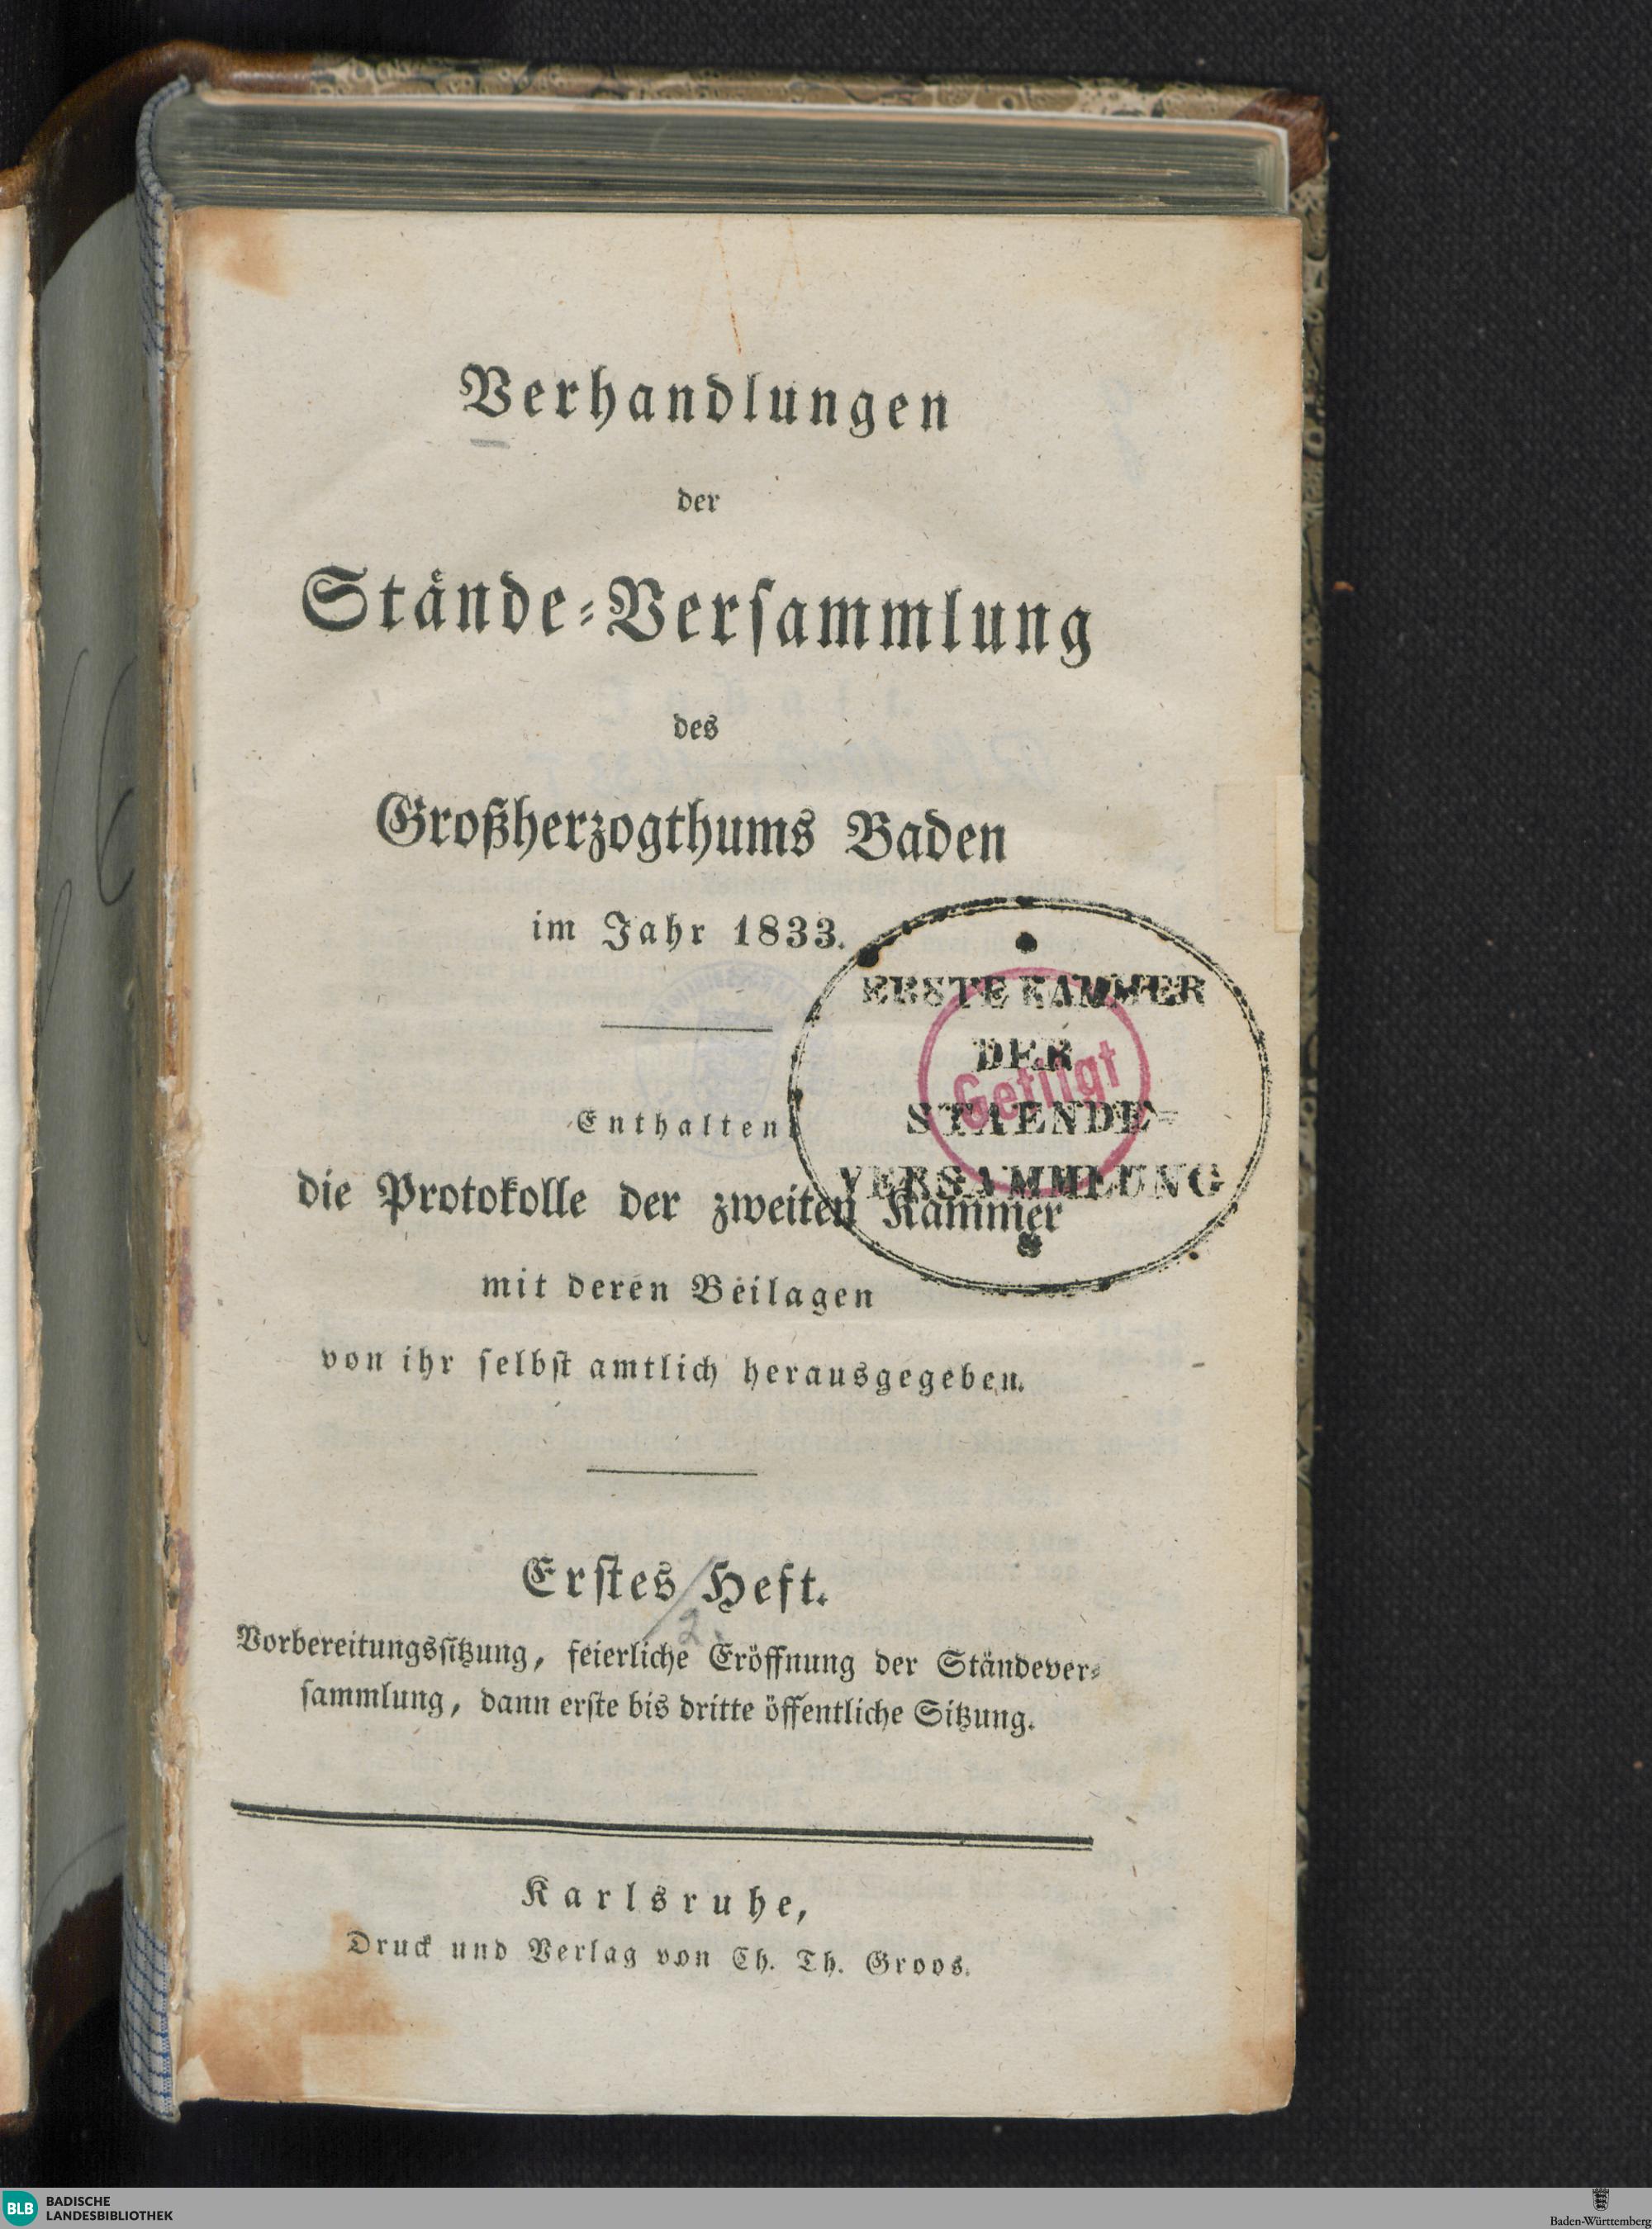 Verhandlungen
der
Stände-Versammlung
des
Großherzogthums Baden
im Jahr 1833.
ERSTE KAMMER
DER
STAENDE=
VERSAMMLUNG
Getilgt
Enthaltend
die Protokolle der zweiten Kammer
mit deren Beilagen
von ihr selbst amtlich herausgegeben.
Erstes/Heft.
2.
Vorbereitungssitzung, feierliche Eröffnung der Ständever-
sammlung, dann erste bis dritte öffentliche Sitzung.
Karlsruhe,
Druck und Verlag von Ch. Th. Groos.
BLB BADISCHE
LANDESBIBLIOTHEK
Baden-Württemberg